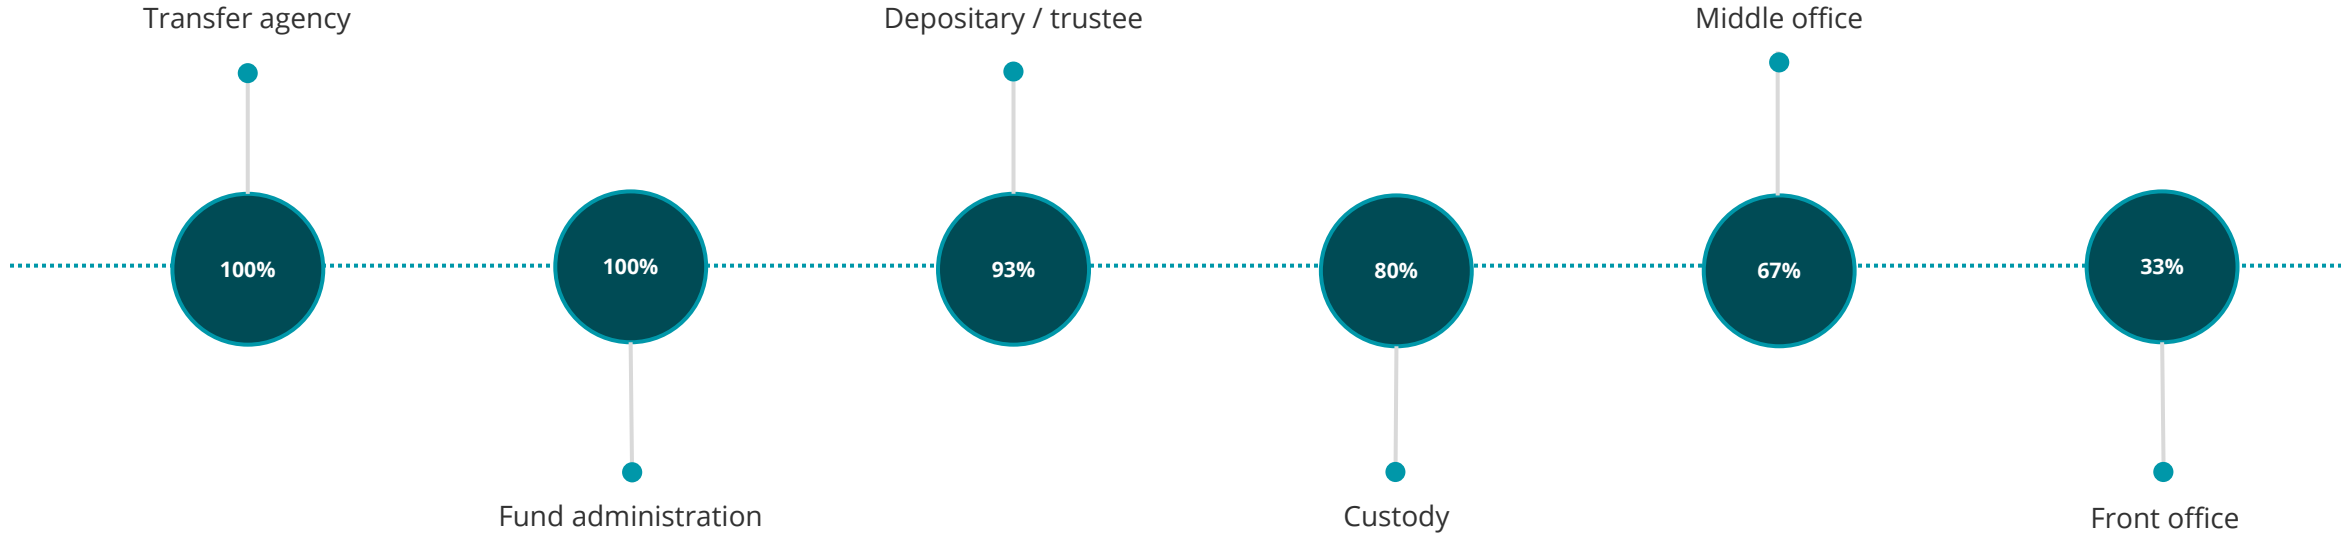 Transfer agency
Depositary / trustee
Middle office
100%
100%
93%
80%
67%
33%
Fund administration
Custody
Front office